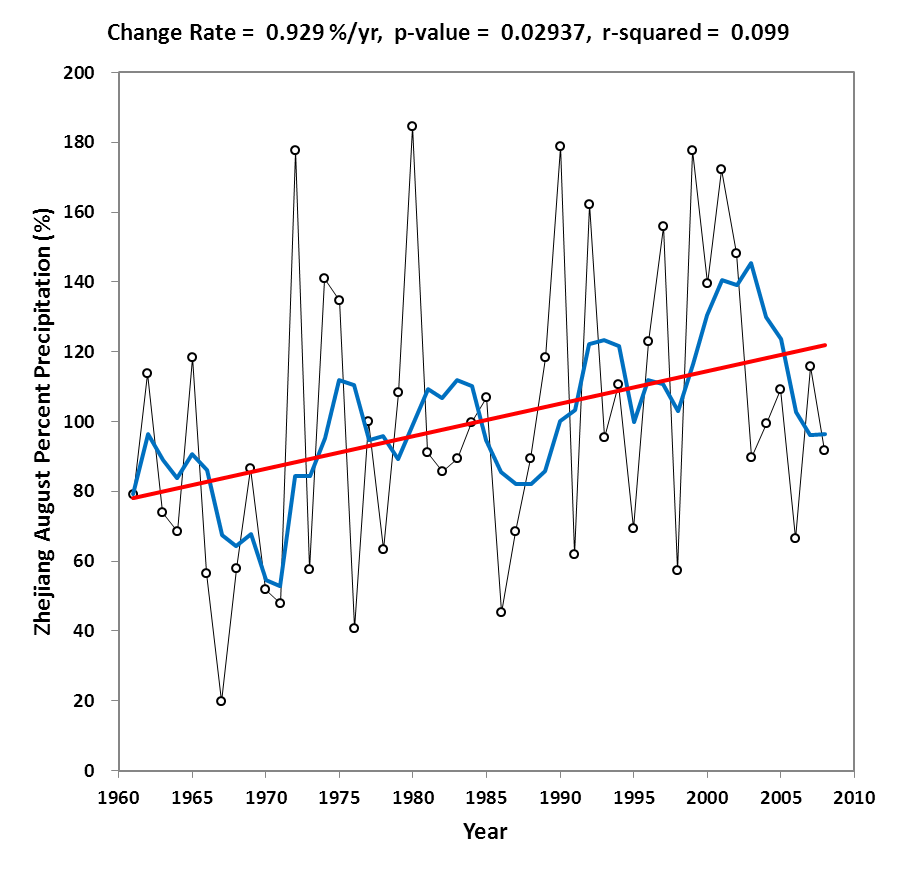 Change Rate = 0.929 %/yr, p-value = 0.02937, r-squared = 0.099
Zhejiang August Percent Precipitation (%)
200
180
160
140
120
100
80
60
40
20
0
1960 1965 1970 1975 1980 1985 1990 1995 2000 2005 2010
Year